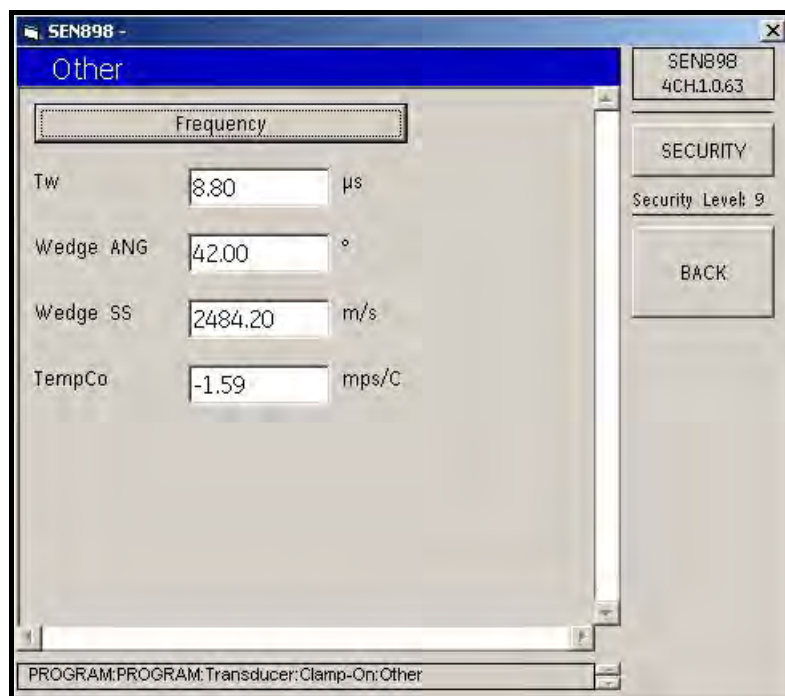 SEN898 -
Other
Frequency
Tw 8.80 µs
Wedge ANG 42.00 °
Wedge SS 2484.20 m/s
TempCo -1.59 mps/C
SEN898
4CH.1.0.63
SECURITY
Security Level: 9
BACK
PROGRAM:PROGRAM:Transducer:Clamp-On:Other